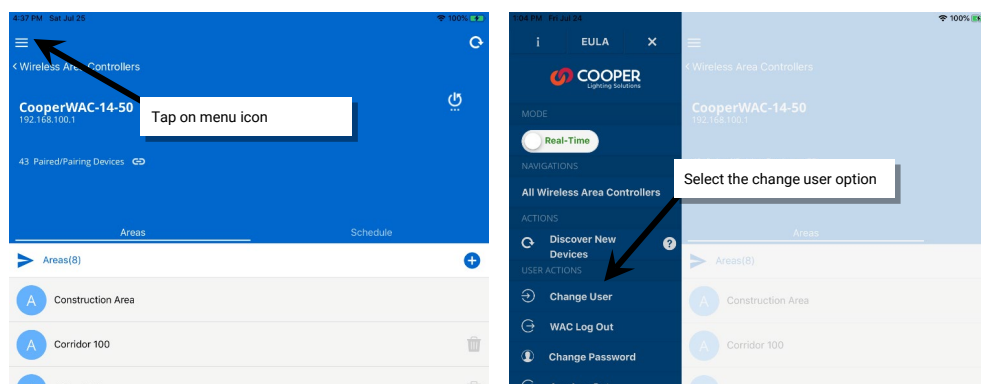 4:37 PM Sat Jul 25
100%
< Wireless Area Controllers
CooperWAC-14-50
192.168.100.1
Tap on menu icon
43 Paired/Pairing Devices
Areas
Schedule
Areas(8)
A Construction Area
A Corridor 100
1:04 PM Fri Jul 24
100%
i EULA ×
COOPER
Lighting Solutions
MODE
Real-Time
NAVIGATIONS
All Wireless Area Controllers
ACTIONS
Discover New
Devices
?
USER ACTIONS
Change User
WAC Log Out
Change Password
< Wireless Area Controllers
CooperWAC-14-50
192.168.100.1
Select the change user option
Areas
Areas(8)
A Construction Area
A Corridor 100